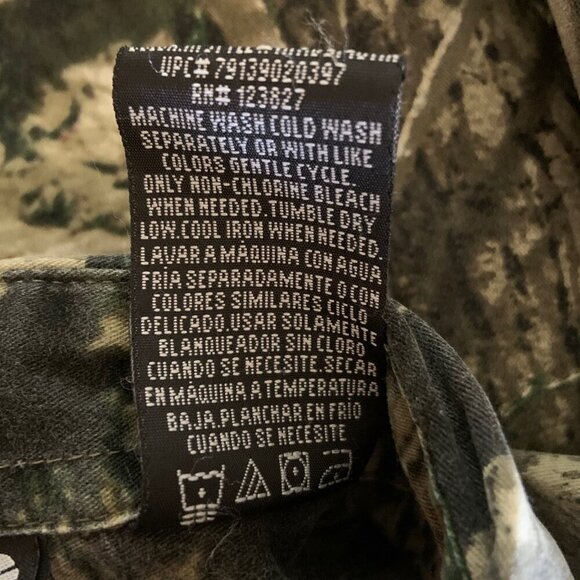 UPC# 79139020397
RN# 123827
MACHINE WASH COLD WASH
SEPARATELY OR WITH LIKE
COLORS GENTLE CYCLE.
ONLY NON-CHLORINE BLEACH
WHEN NEEDED.TUMBLE DRY
LOW.COOL IRON WHEN NEEDED.
LAVAR A MÁQUINA CON AGUA
FRIA SEPARADAMENTE O CON
COLORES SIMILARES CICLO
DELICADO.USAR SOLAMENTE
BLANQUEADOR SIN CLORO
CUANDO SE NECESITE.SECAR
EN MÁQUINA A TEMPERATURA
BAJA.PLANCHAR EN FRÍO
CUANDO SE NECESITE